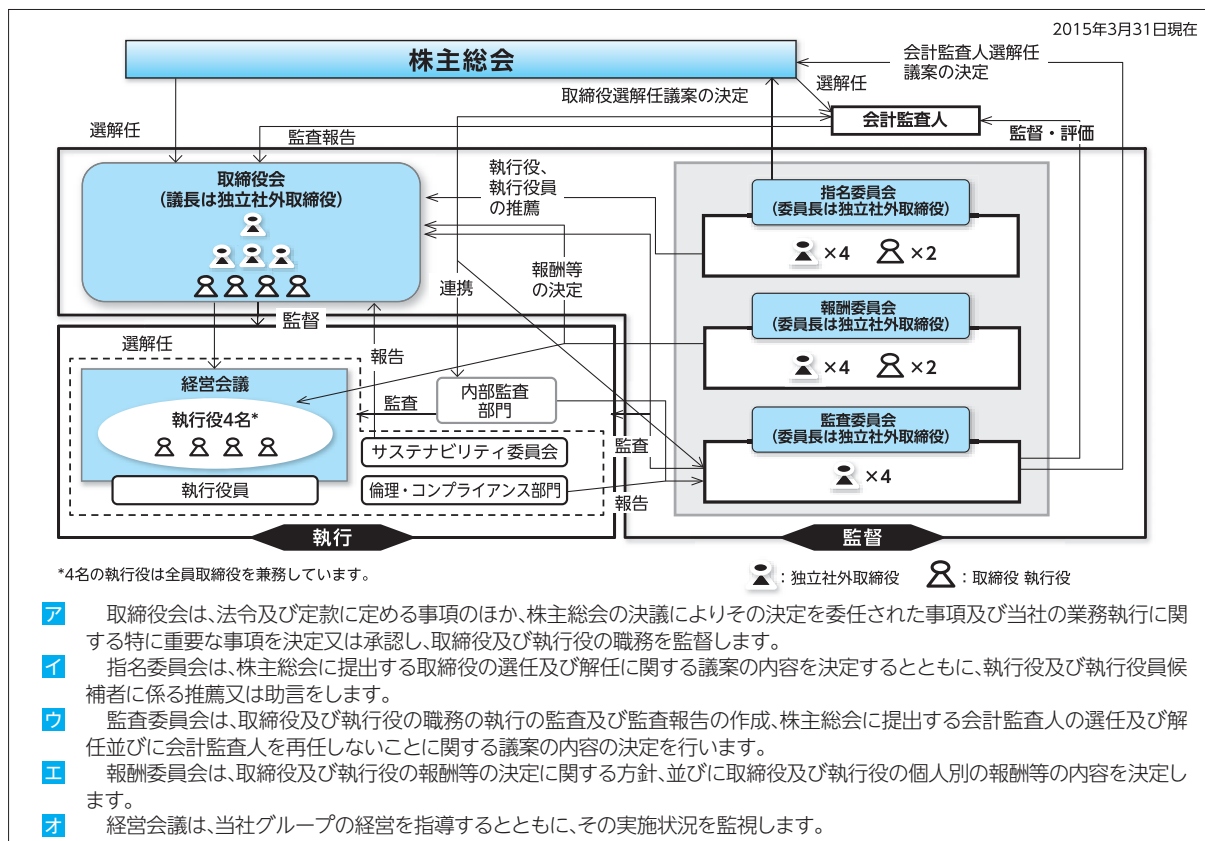 2015年3月31日現在
株主総会
会計監査人選解任
議案の決定
選解任
取締役選解任議案の決定
会計監査人
選解任
監査報告
監督・評価
取締役会
(議長は独立社外取締役)
執行役、
執行役員
の推薦
指名委員会
(委員長は独立社外取締役)
×4 ×2
報酬等
の決定
連携
報酬委員会
(委員長は独立社外取締役)
×4 ×2
監督
選解任
報告
経営会議
執行役4名*
監査
内部監査
部門
監査委員会
(委員長は独立社外取締役)
×4
監査
サステナビリティ委員会
執行役員
倫理・コンプライアンス部門
報告
執行
監督
*4名の執行役は全員取締役を兼務しています。
:独立社外取締役 :取締役 執行役
ア 取締役会は、法令及び定款に定める事項のほか、株主総会の決議によりその決定を委任された事項及び当社の業務執行に関
する特に重要な事項を決定又は承認し、取締役及び執行役の職務を監督します。
イ 指名委員会は、株主総会に提出する取締役の選任及び解任に関する議案の内容を決定するとともに、執行役及び執行役員候
補者に係る推薦又は助言をします。
ウ 監査委員会は、取締役及び執行役の職務の執行の監査及び監査報告の作成、株主総会に提出する会計監査人の選任及び解
任並びに会計監査人を再任しないことに関する議案の内容の決定を行います。
エ 報酬委員会は、取締役及び執行役の報酬等の決定に関する方針、並びに取締役及び執行役の個人別の報酬等の内容を決定し
ます。
オ 経営会議は、当社グループの経営を指導するとともに、その実施状況を監視します。